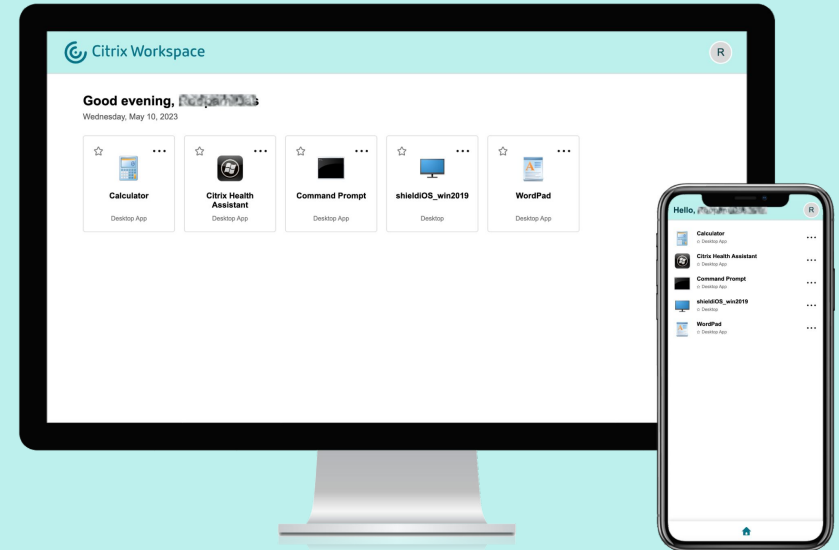 Citrix Workspace
R
Good evening,
Wednesday, May 10, 2023
Calculator
Desktop App
Citrix Health
Assistant
Desktop App
Command Prompt
Desktop App
shieldiOS_win2019
Desktop
WordPad
Desktop App
Hello,
R
Calculator
Desktop App
Citrix Health Assistant
Desktop App
Command Prompt
Desktop App
shieldiOS_win2019
Desktop
WordPad
Desktop App